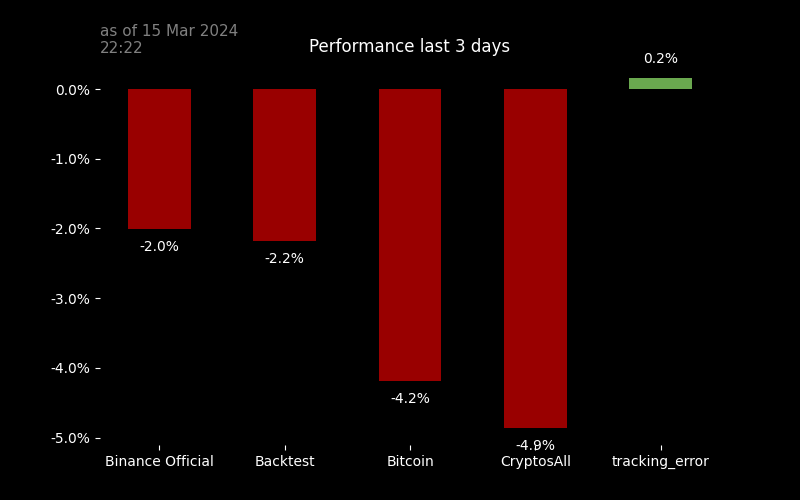 as of 15 Mar 2024
22:22
Performance last 3 days
0.2%
0.0%
-1.0%
-2.0%
-3.0%
-4.0%
-5.0%
-2.0%
-2.2%
-4.2%
-4.9%
Binance Official
Backtest
Bitcoin
CryptosAll
tracking_error